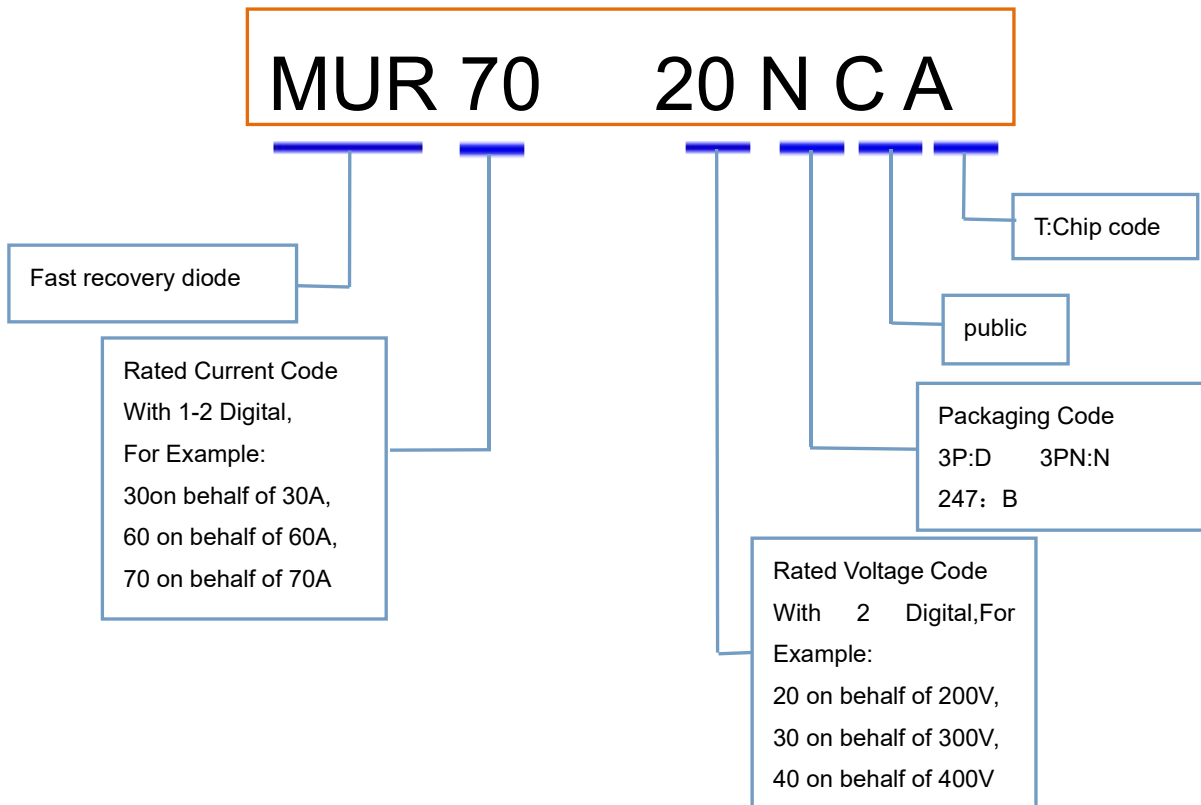 MUR 70 20 N C A
T:Chip code
Fast recovery diode
public
Rated Current Code
With 1-2 Digital,
For Example:
30on behalf of 30A,
60 on behalf of 60A,
70 on behalf of 70A
Packaging Code
3P:D 3PN:N
247：B
Rated Voltage Code
With 2 Digital,For
Example:
20 on behalf of 200V,
30 on behalf of 300V,
40 on behalf of 400V